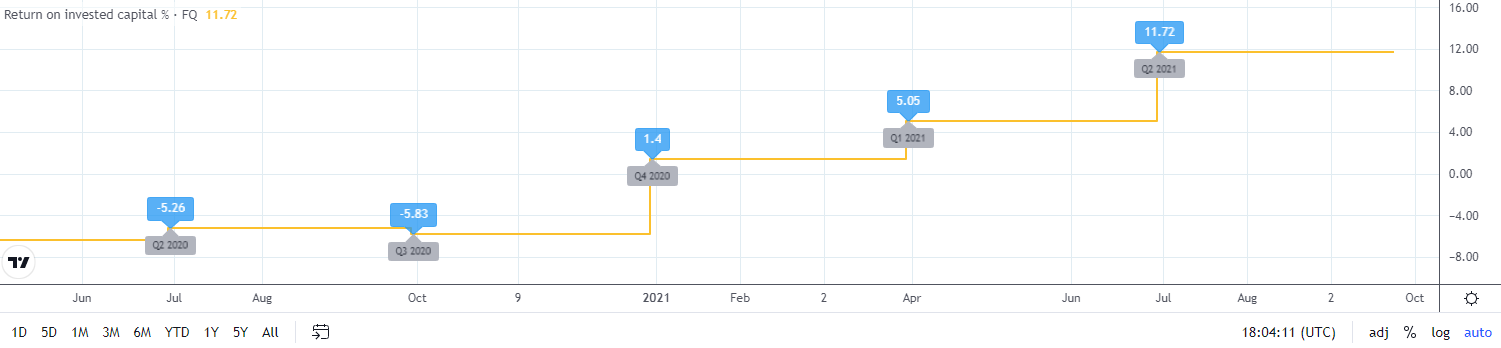 Return on invested capital % · FQ 11.72
16.00
11.72
12.00
Q2 2021
8.00
5.05
4.00
Q1 2021
1.4
0.00
Q4 2020
-5.26
-5.83
−4.00
Q2 2020
Q3 2020
−8.00
Jun Jul Aug Oct 9 2021 Feb 2 Apr Jun Jul Aug 2 Oct
1D 5D 1M 3M 6M YTD 1Y 5Y All 18:04:11 (UTC) adj % log auto